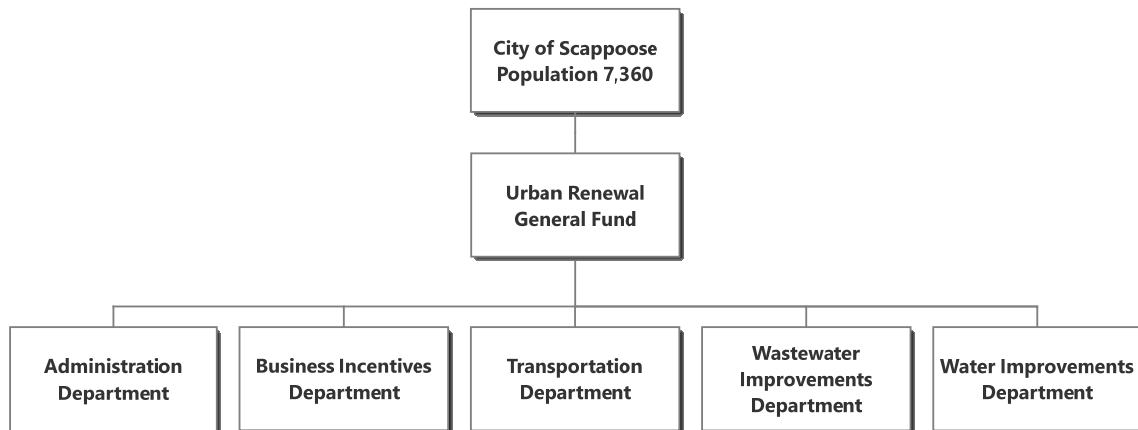 City of Scappoose
Population 7,360
Urban Renewal
General Fund
Administration
Department
Business Incentives
Department
Transportation
Department
Wastewater
Improvements
Department
Water Improvements
Department